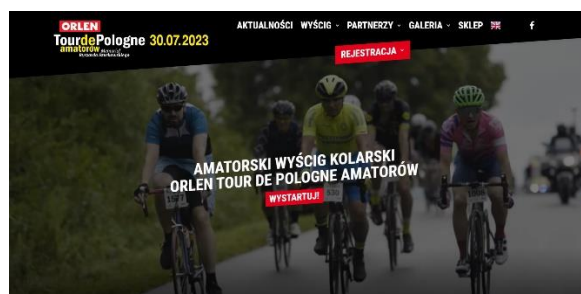 ORLEN
TourdePologne 30.07.2023
amatorów
AKTUALNOŚCI WYŚCIG PARTNERZY GALERIA SKLEP f
REJESTRACJA
AMATORSKI WYŚCIG KOLARSKI
ORLEN TOUR DE POLOGNE AMATORÓW
WYSTARTUJ!